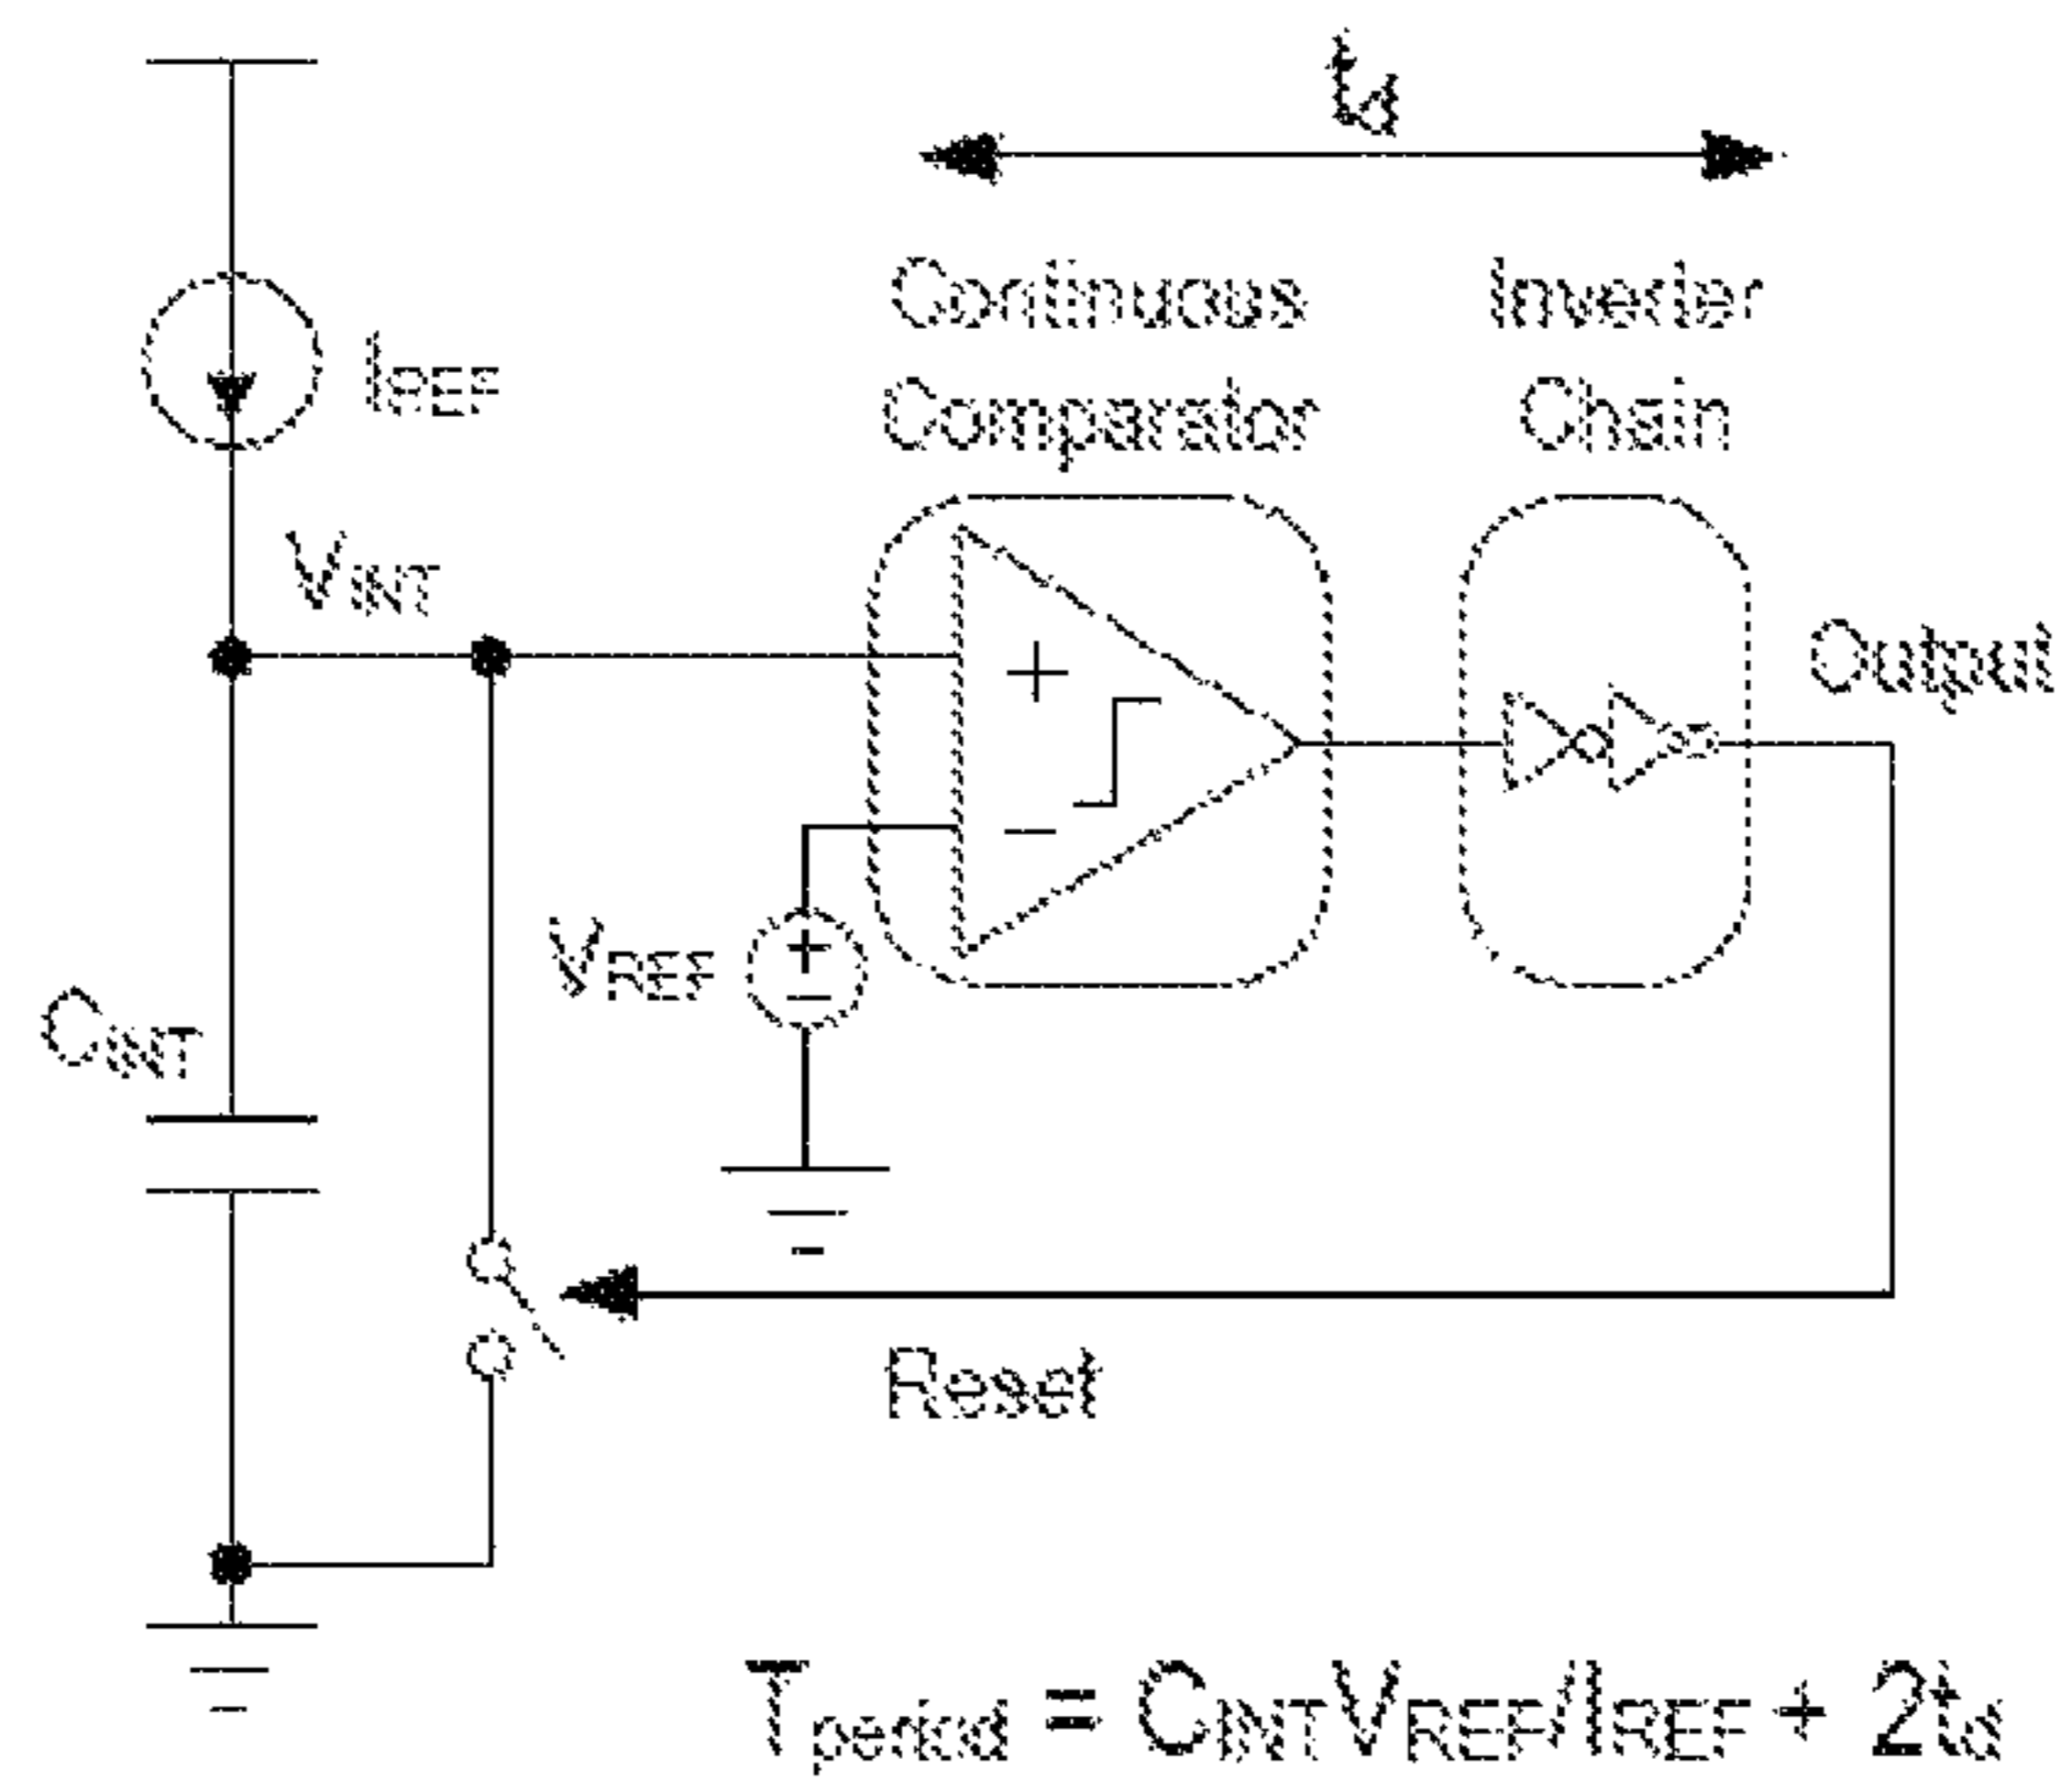 td
Continuous
Comparator
Inverter
Chain
IREF
VINT
+
−
Output
VREF
+
−
CINT
Reset
Tperiod = CINTVREF/IREF + 2td